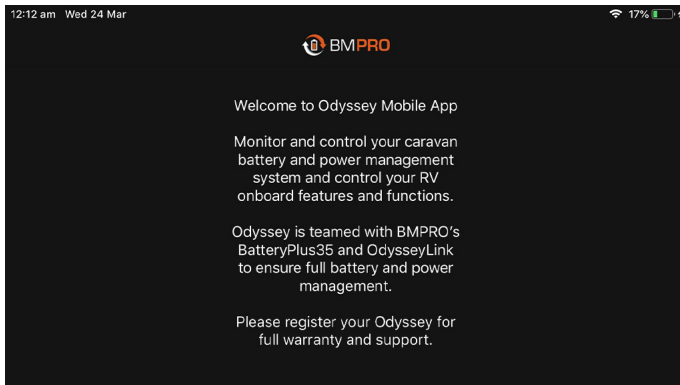 12:12 am Wed 24 Mar 17%
BMPRO
Welcome to Odyssey Mobile App
Monitor and control your caravan
battery and power management
system and control your RV
onboard features and functions.
Odyssey is teamed with BMPRO's
BatteryPlus35 and OdysseyLink
to ensure full battery and power
management.
Please register your Odyssey for
full warranty and support.